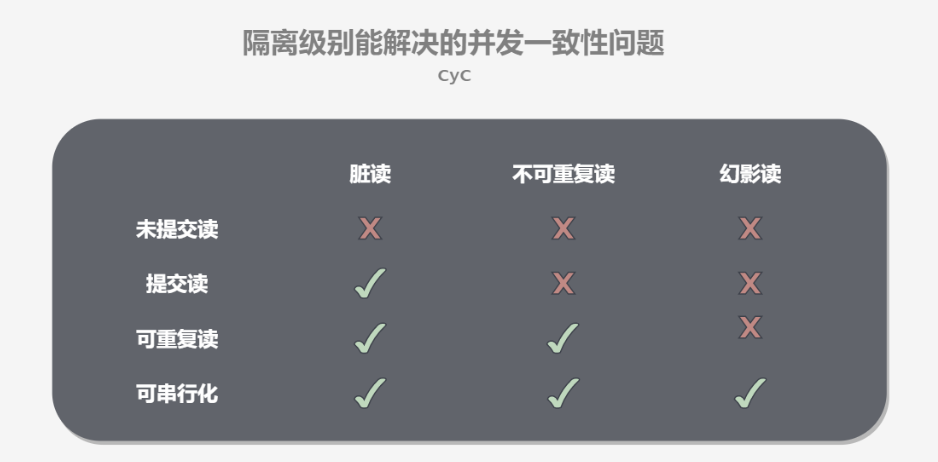 隔离级别能解决的并发一致性问题
CyC
脏读 不可重复读 幻影读
未提交读 X X X
提交读 ✓ X X
可重复读 ✓ ✓ X
可串行化 ✓ ✓ ✓